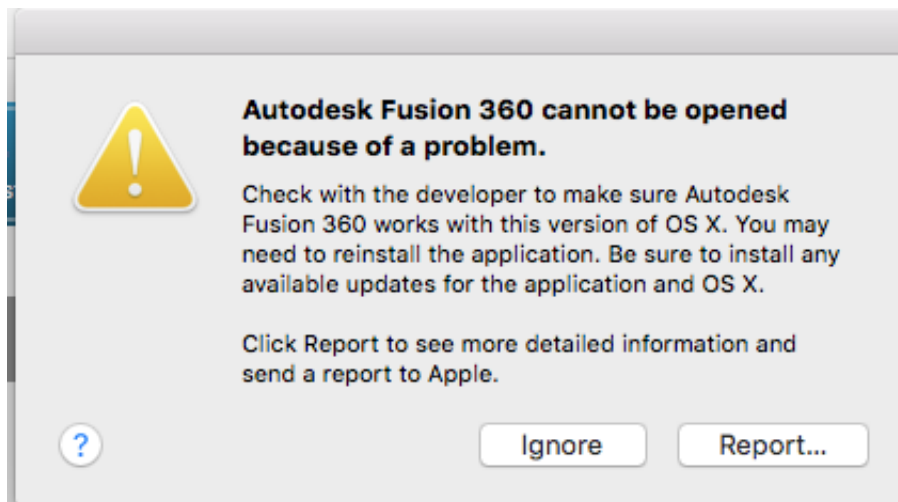 Autodesk Fusion 360 cannot be opened
because of a problem.
Check with the developer to make sure Autodesk
Fusion 360 works with this version of OS X. You may
need to reinstall the application. Be sure to install any
available updates for the application and OS X.
Click Report to see more detailed information and
send a report to Apple.
?
Ignore
Report...